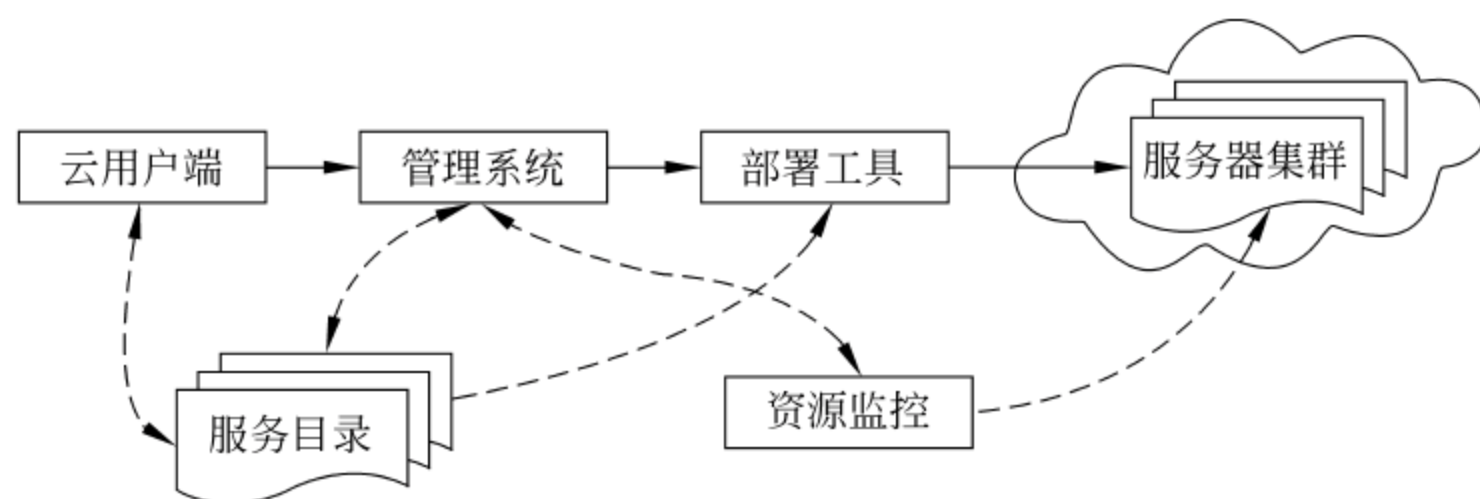 云用户端
管理系统
部署工具
服务器集群
服务目录
资源监控